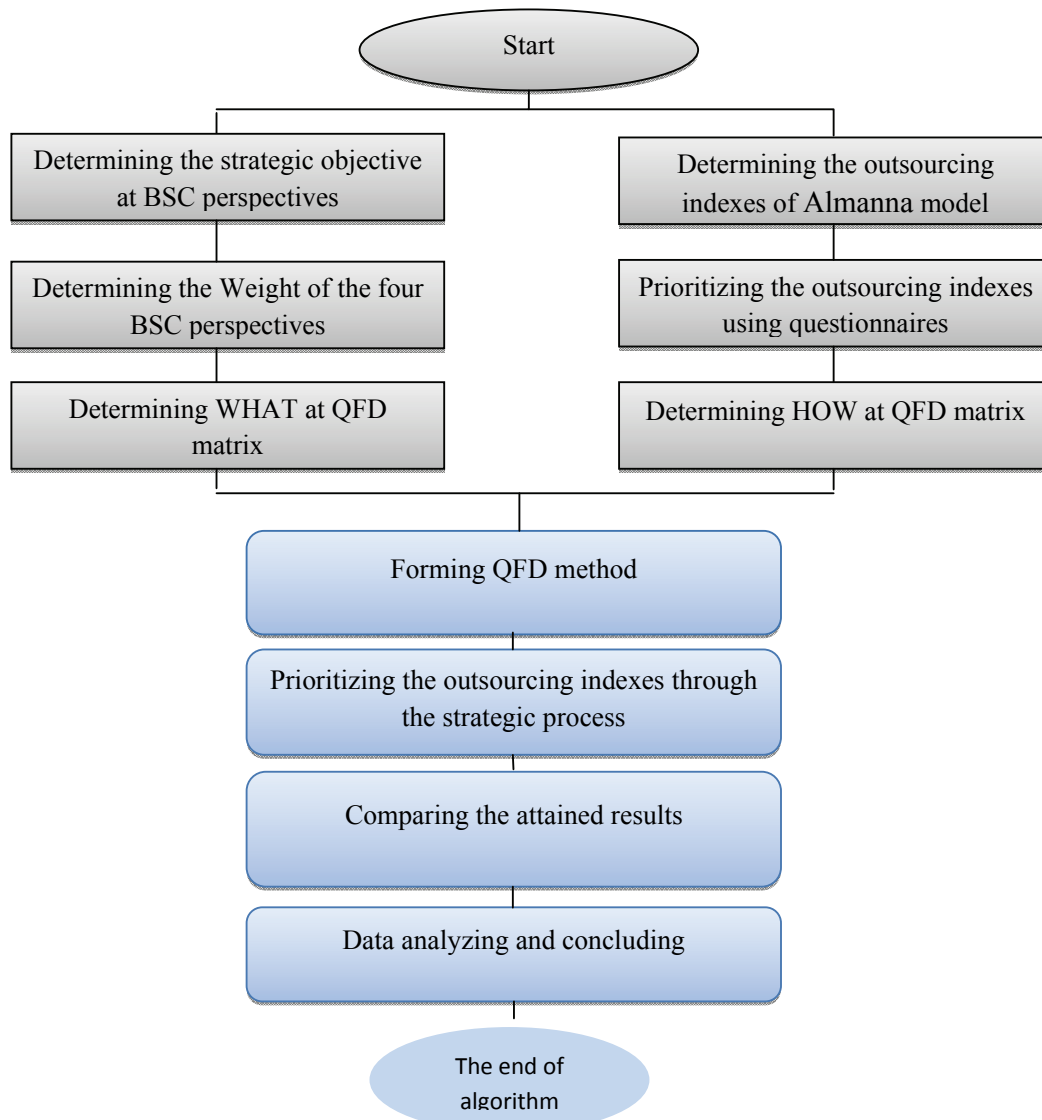 Start
Determining the strategic objective
at BSC perspectives
Determining the Weight of the four
BSC perspectives
Determining WHAT at QFD
matrix
Determining the outsourcing
indexes of Almanna model
Prioritizing the outsourcing indexes
using questionnaires
Determining HOW at QFD matrix
Forming QFD method
Prioritizing the outsourcing indexes through
the strategic process
Comparing the attained results
Data analyzing and concluding
The end of
algorithm